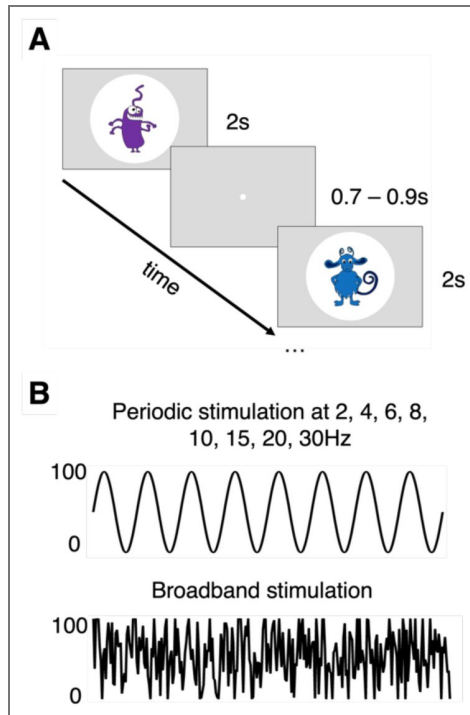 A
2s
0.7 – 0.9s
time
2s
...
B
Periodic stimulation at 2, 4, 6, 8,
10, 15, 20, 30Hz
100
0
Broadband stimulation
100
0